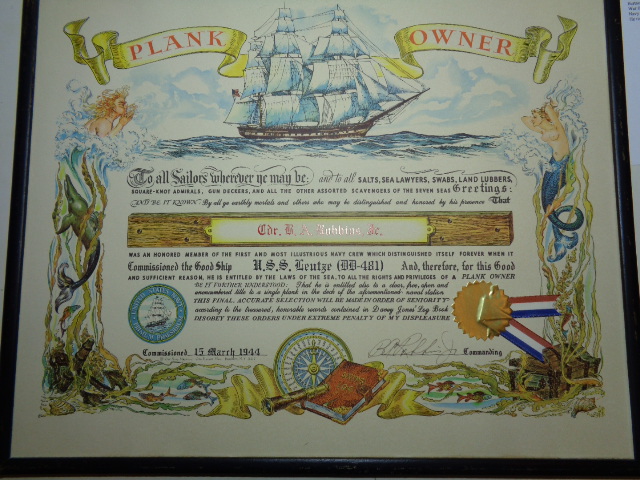 PLANK OWNER
To all Sailors wherever ye may be: and to all SALTS, SEA LAWYERS, SWABS, LAND LUBBERS,
SQUARE-KNOT ADMIRALS, GUN DECKERS, AND ALL THE OTHER ASSORTED SCAVENGERS OF THE SEVEN SEAS Greetings:
AND BE IT KNOWN: By all ye earthly mortals and others who may be distinguished and honored by his presence That
Cdr. B. A. Robbins Jr.
WAS AN HONORED MEMBER OF THE FIRST AND MOST ILLUSTRIOUS NAVY CREW WHICH DISTINGUISHED ITSELF FOREVER WHEN IT
Commissioned the Good Ship U.S.S. Leutze (DD-481) And, therefore, for this Good
AND SUFFICIENT REASON, HE IS ENTITLED BY THE LAWS OF THE SEA, TO ALL THE RIGHTS AND PRIVILEDGES OF A PLANK OWNER
BE IT FURTHER UNDERSTOOD: That he is entitled also to a clear, free, open and
unencumbered title to a single plank in the deck of the aforementioned naval station
THIS FINAL, ACCURATE SELECTION WILL BE MADE IN ORDER OF SENIORITY
according to the treasured, honorable records contained in Davey Jones' Log Book
DISOBEY THESE ORDERS UNDER EXTREME PENALTY OF MY DISPLEASURE
Commissioned 15 March 1944 Commanding